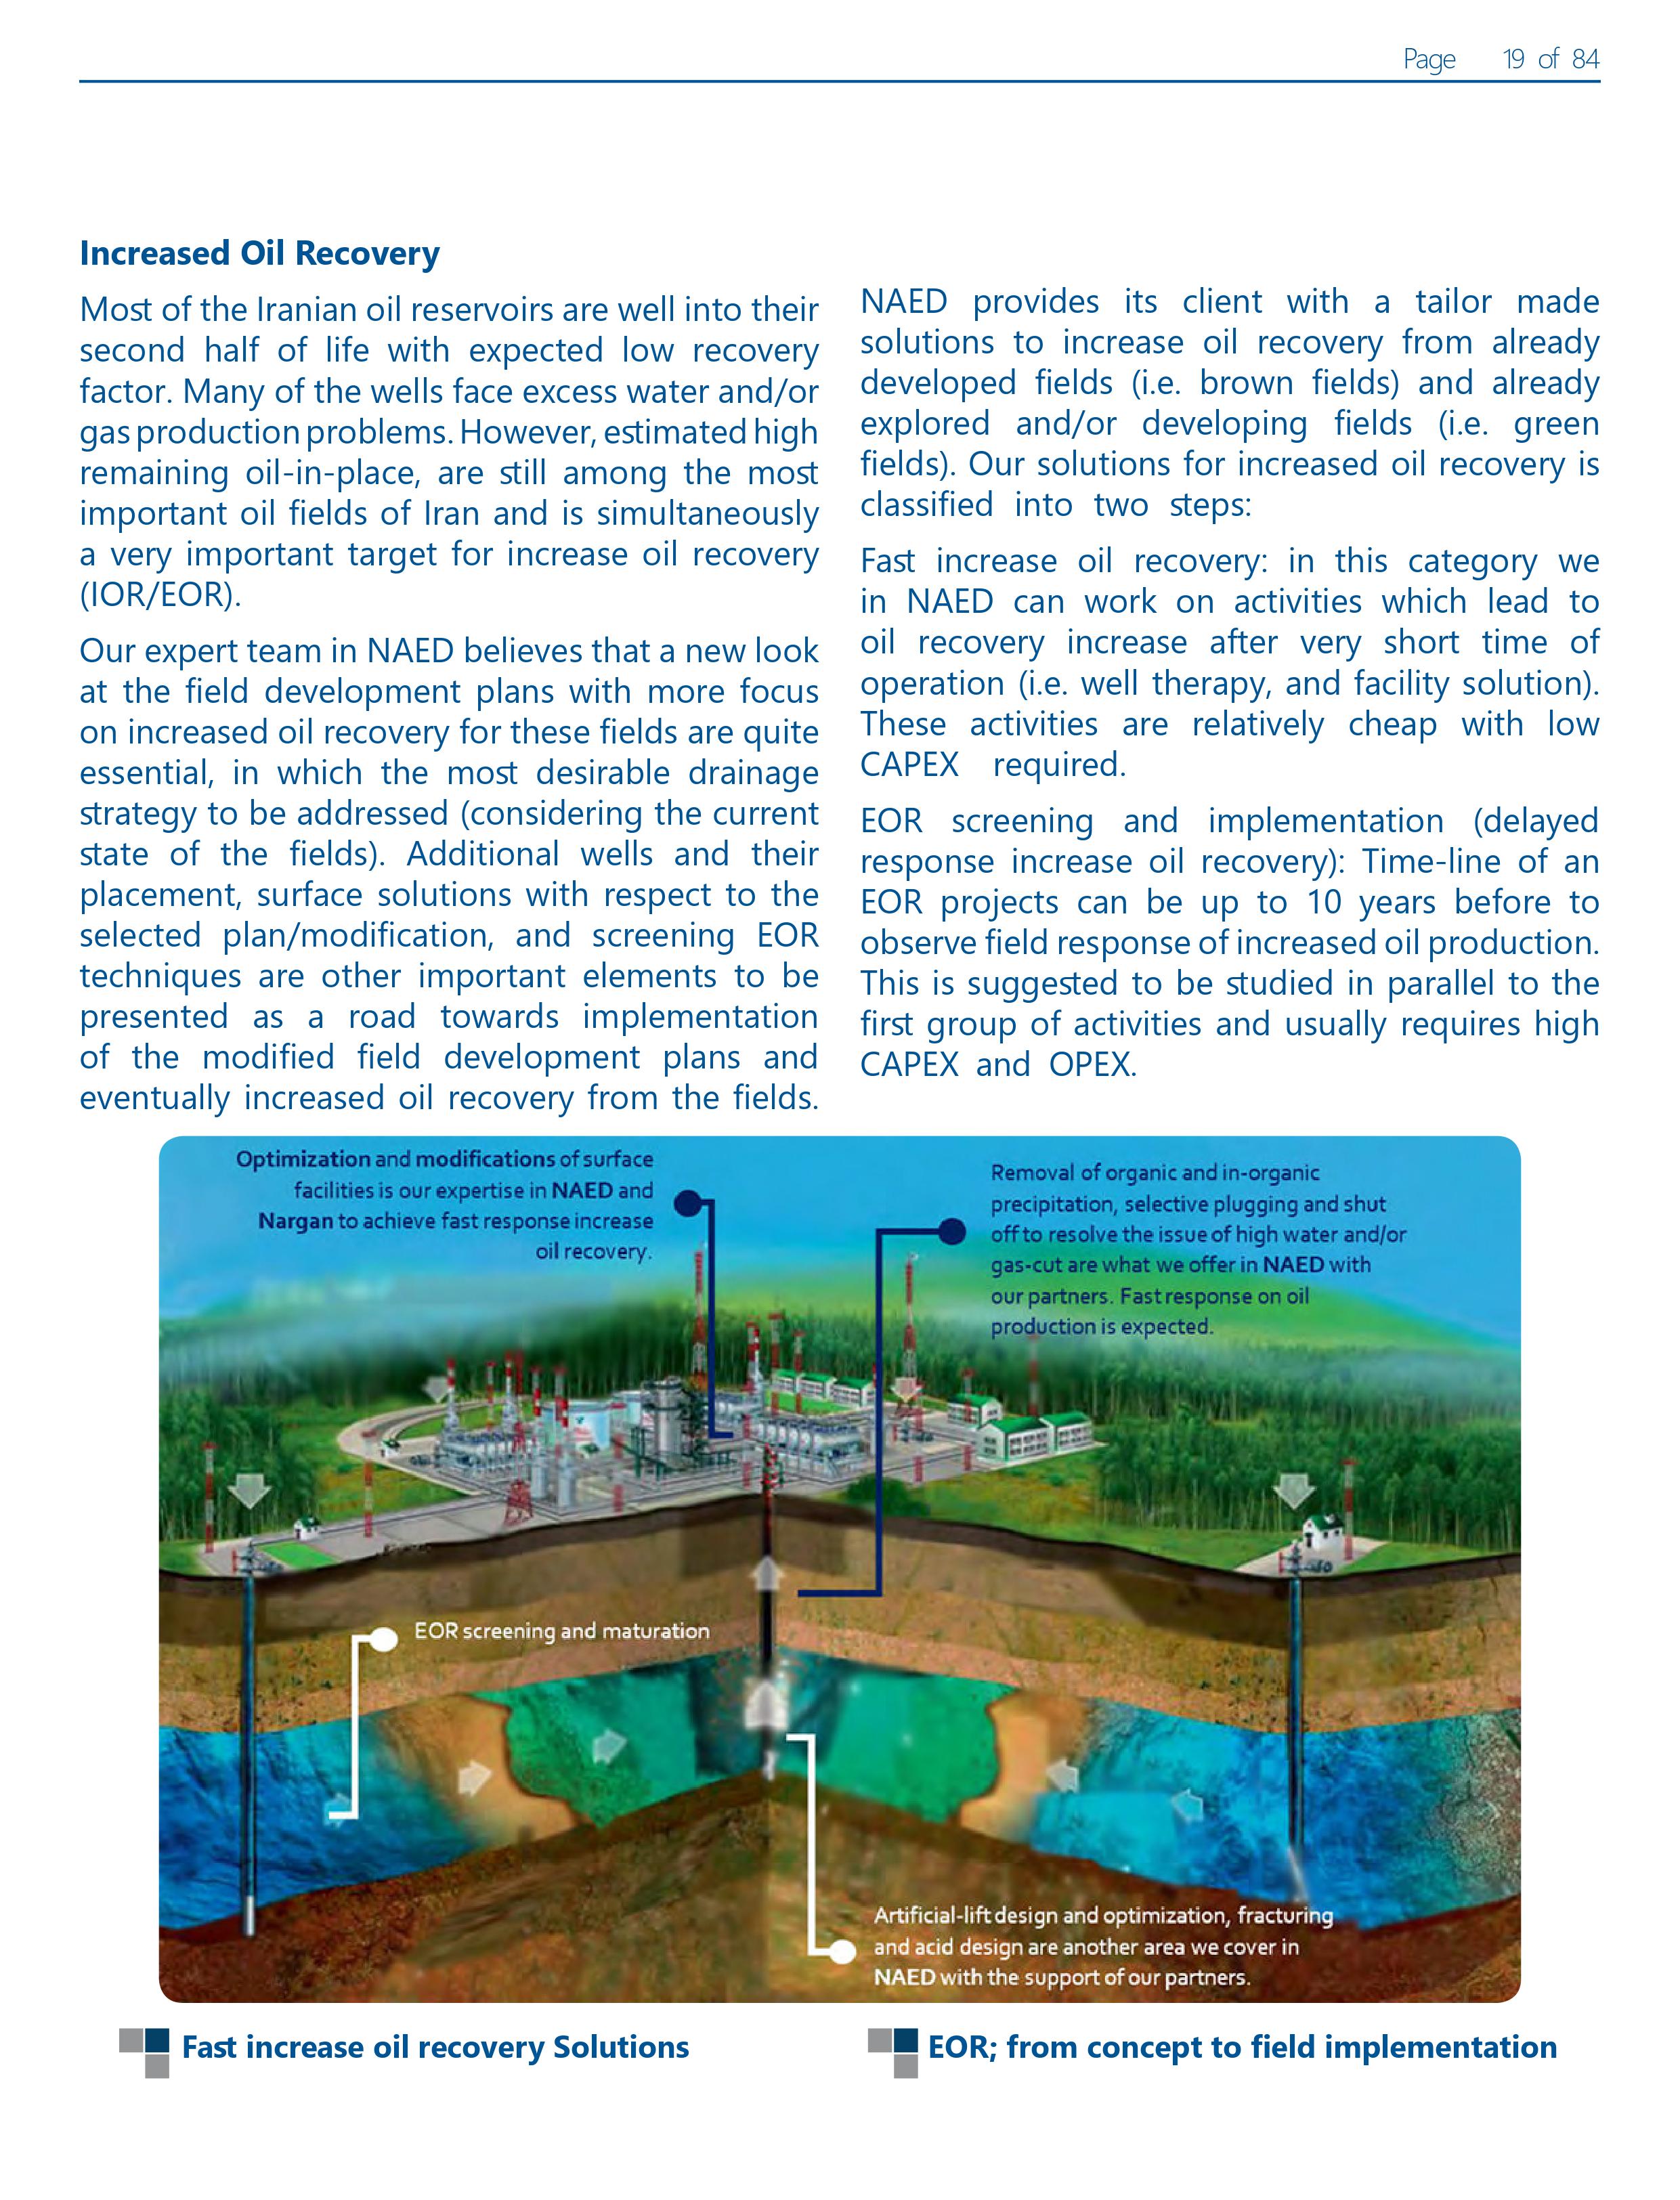 Page 19 of 84
Increased Oil Recovery
Most of the Iranian oil reservoirs are well into their
second half of life with expected low recovery
factor. Many of the wells face excess water and/or
gas production problems. However, estimated high
remaining oil-in-place, are still among the most
important oil fields of Iran and is simultaneously
a very important target for increase oil recovery
(IOR/EOR).
Our expert team in NAED believes that a new look
at the field development plans with more focus
on increased oil recovery for these fields are quite
essential, in which the most desirable drainage
strategy to be addressed (considering the current
state of the fields). Additional wells and their
placement, surface solutions with respect to the
selected plan/modification, and screening EOR
techniques are other important elements to be
presented as a road towards implementation
of the modified field development plans and
eventually increased oil recovery from the fields.
NAED provides its client with a tailor made
solutions to increase oil recovery from already
developed fields (i.e. brown fields) and already
explored and/or developing fields (i.e. green
fields). Our solutions for increased oil recovery is
classified into two steps:
Fast increase oil recovery: in this category we
in NAED can work on activities which lead to
oil recovery increase after very short time of
operation (i.e. well therapy, and facility solution).
These activities are relatively cheap with low
CAPEX required.
EOR screening and implementation (delayed
response increase oil recovery): Time-line of an
EOR projects can be up to 10 years before to
observe field response of increased oil production.
This is suggested to be studied in parallel to the
first group of activities and usually requires high
CAPEX and OPEX.
Optimization and modifications of surface
facilities is our expertise in NAED and
Nargan to achieve fast response increase
oil recovery.
Removal of organic and in-organic
precipitation, selective plugging and shut
off to resolve the issue of high water and/or
gas-cut are what we offer in NAED with
our partners. Fast response on oil
production is expected.
EOR screening and maturation
Artificial-lift design and optimization, fracturing
and acid design are another area we cover in
NAED with the support of our partners.
Fast increase oil recovery Solutions
EOR; from concept to field implementation